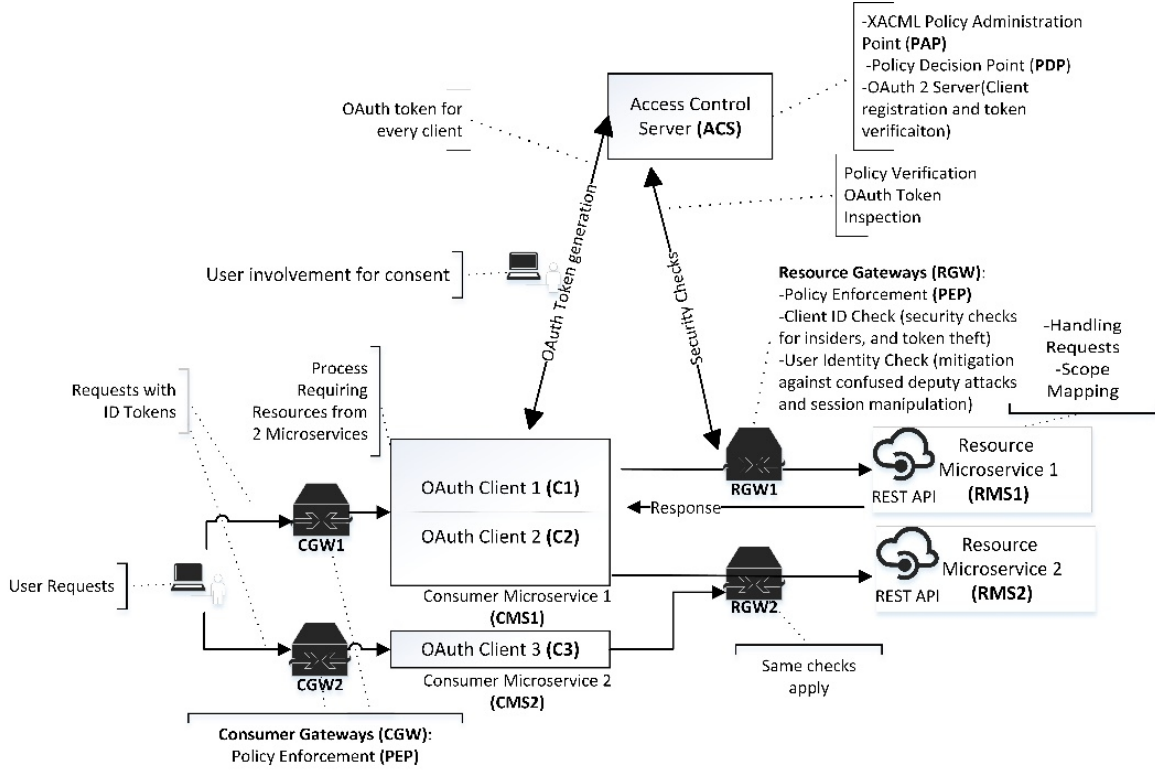 -XACML Policy Administration
Point (PAP)
-Policy Decision Point (PDP)
-OAuth 2 Server(Client
registration and token
verificaiton)
OAuth token for
every client
Access Control
Server (ACS)
Policy Verification
OAuth Token
Inspection
OAuth Token generation
Security Checks
User involvement for consent
Resource Gateways (RGW):
-Policy Enforcement (PEP)
-Client ID Check (security checks
for insiders, and token theft)
-User Identity Check (mitigation
against confused deputy attacks
and session manipulation)
-Handling
Requests
-Scope
Mapping
Requests with
ID Tokens
Process
Requiring
Resources from
2 Microservices
OAuth Client 1 (C1)
OAuth Client 2 (C2)
Consumer Microservice 1
(CMS1)
CGW1
RGW1
Resource
Microservice 1
(RMS1)
REST API
Response
Resource
Microservice 2
(RMS2)
REST API
RGW2
User Requests
CGW2
OAuth Client 3 (C3)
Consumer Microservice 2
(CMS2)
Same checks
apply
Consumer Gateways (CGW):
Policy Enforcement (PEP)